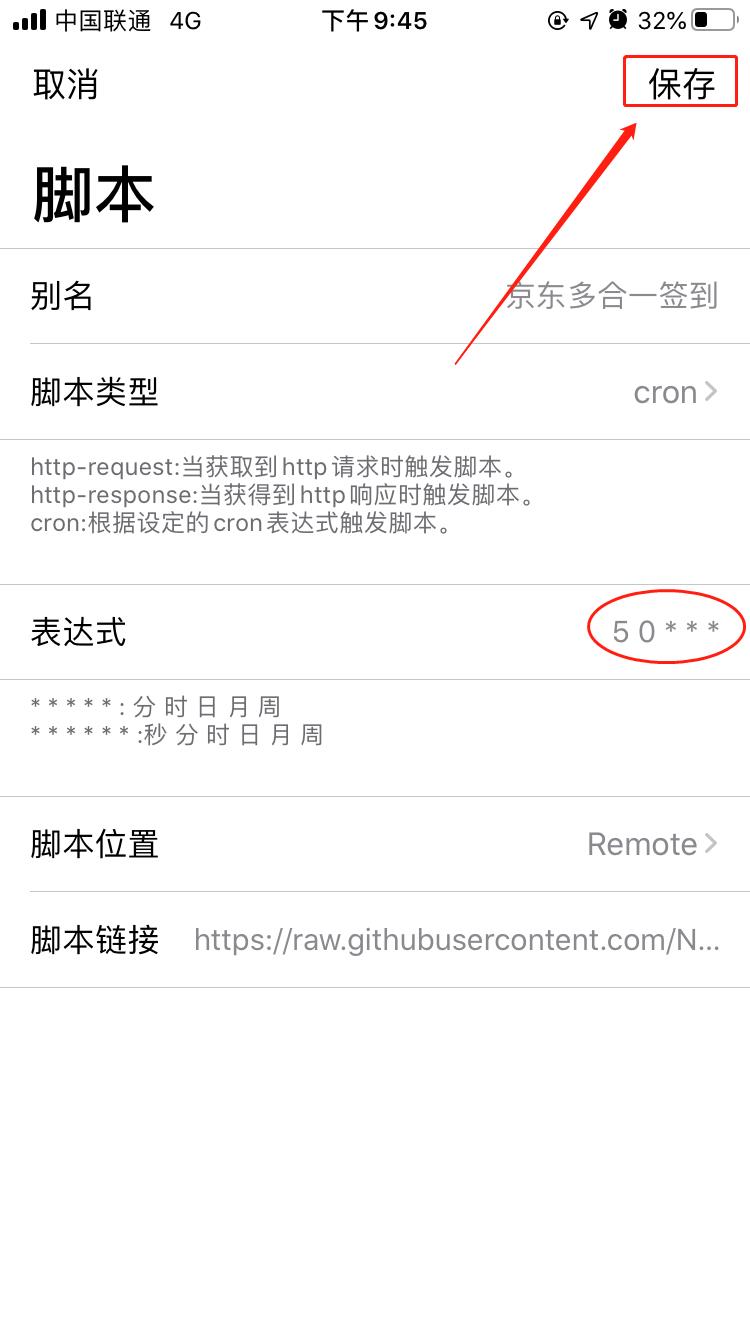 中国联通 4G 下午9:45 32%
取消 保存
脚本
别名 京东多合一签到
脚本类型 cron
http-request:当获取到http请求时触发脚本。
http-response:当获得到http响应时触发脚本。
cron:根据设定的cron表达式触发脚本。
表达式 5 0 * * *
* * * * * : 分 时 日 月 周
* * * * * * :秒 分 时 日 月 周
脚本位置 Remote
脚本链接 https://raw.githubusercontent.com/N...